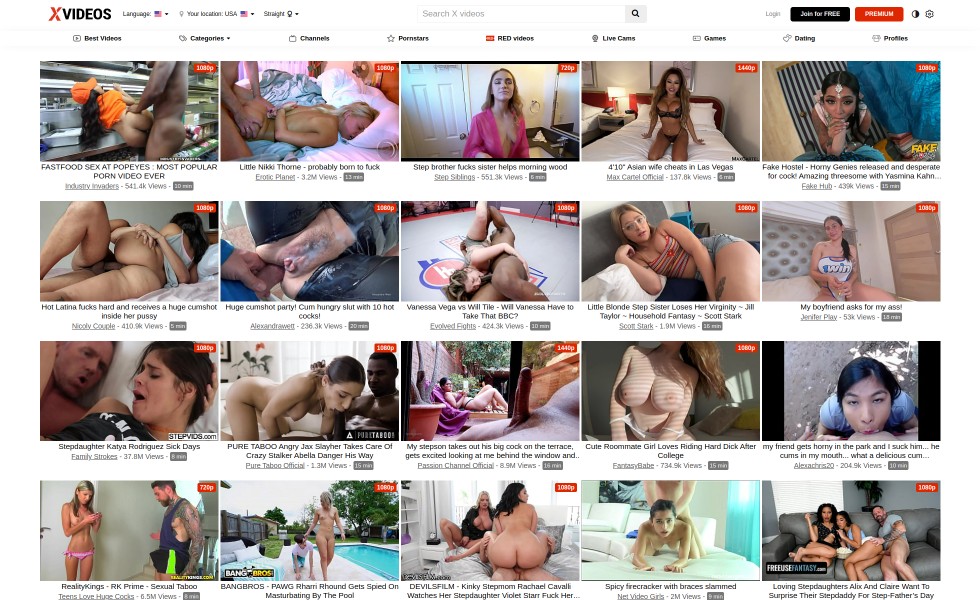 XVIDEOS
Language:
Your location: USA
Straight
Search X videos
Login
Join for FREE
PREMIUM
Best Videos
Categories
Channels
Pornstars
RED videos
Live Cams
Games
Dating
Profiles
1080p
1080p
720p
1440p
1080p
FASTFOOD SEX AT POPEYES : MOST POPULAR
PORN VIDEO EVER
Industry Invaders - 541.4k Views - 10 min
Little Nikki Thorne - probably born to fuck
Erotic Planet - 3.2M Views - 13 min
Step brother fucks sister helps morning wood
Step Siblings - 551.3k Views - 6 min
4'10" Asian wife cheats in Las Vegas
Max Cartel Official - 137.8k Views - 6 min
FAKE
Fake Hostel - Horny Genies released and desperate
for cock! Amazing threesome with Yasmina Kahn...
Fake Hub - 439k Views - 15 min
1080p
1080p
1080p
1080p
1080p
Hot Latina fucks hard and receives a huge cumshot
inside her pussy
Nicoly Couple - 410.9k Views - 5 min
Huge cumshot party! Cum hungry slut with 10 hot
cocks!
Alexandrawett - 236.3k Views - 20 min
Vanessa Vega vs Will Tile - Will Vanessa Have to
Take That BBC?
Evolved Fights - 424.3k Views - 10 min
Little Blonde Step Sister Loses Her Virginity ~ Jill
Taylor ~ Household Fantasy ~ Scott Stark
Scott Stark - 1.9M Views - 16 min
win
My boyfriend asks for my ass!
Jenifer Play - 53k Views - 18 min
1080p
1080p
1440p
1080p
STEPVIDS.com
Stepdaughter Katya Rodriguez Sick Days
Family Strokes - 37.8M Views - 8 min
PURETABOO
PURE TABOO Angry Jax Slayher Takes Care Of
Crazy Stalker Abella Danger His Way
Pure Taboo Official - 1.3M Views - 15 min
My stepson takes out his big cock on the terrace,
gets excited looking at me behind the window and..
Passion Channel Official - 8.9M Views - 16 min
Cute Roommate Girl Loves Riding Hard Dick After
College
FantasyBabe - 734.9k Views - 15 min
my friend gets horny in the park and I suck him... he
cums in my mouth... what a delicious cum...
Alexachris20 - 204.9k Views - 10 min
720p
1080p
1080p
1080p
REALITYKINGS.COM
RealityKings - RK Prime - Sexual Taboo
Teens Love Huge Cocks - 6.5M Views - 8 min
BANG BROS!
BANGBROS - PAWG Rharri Rhound Gets Spied On
Masturbating By The Pool
DEVILSFILM - Kinky Stepmom Rachael Cavalli
Watches Her Stepdaughter Violet Starr Fuck Her...
Spicy firecracker with braces slammed
Net Video Girls - 2M Views - 9 min
FREEUSEFANTASY.COM
Loving Stepdaughters Alix And Claire Want To
Surprise Their Stepdaddy For Step-Father's Day